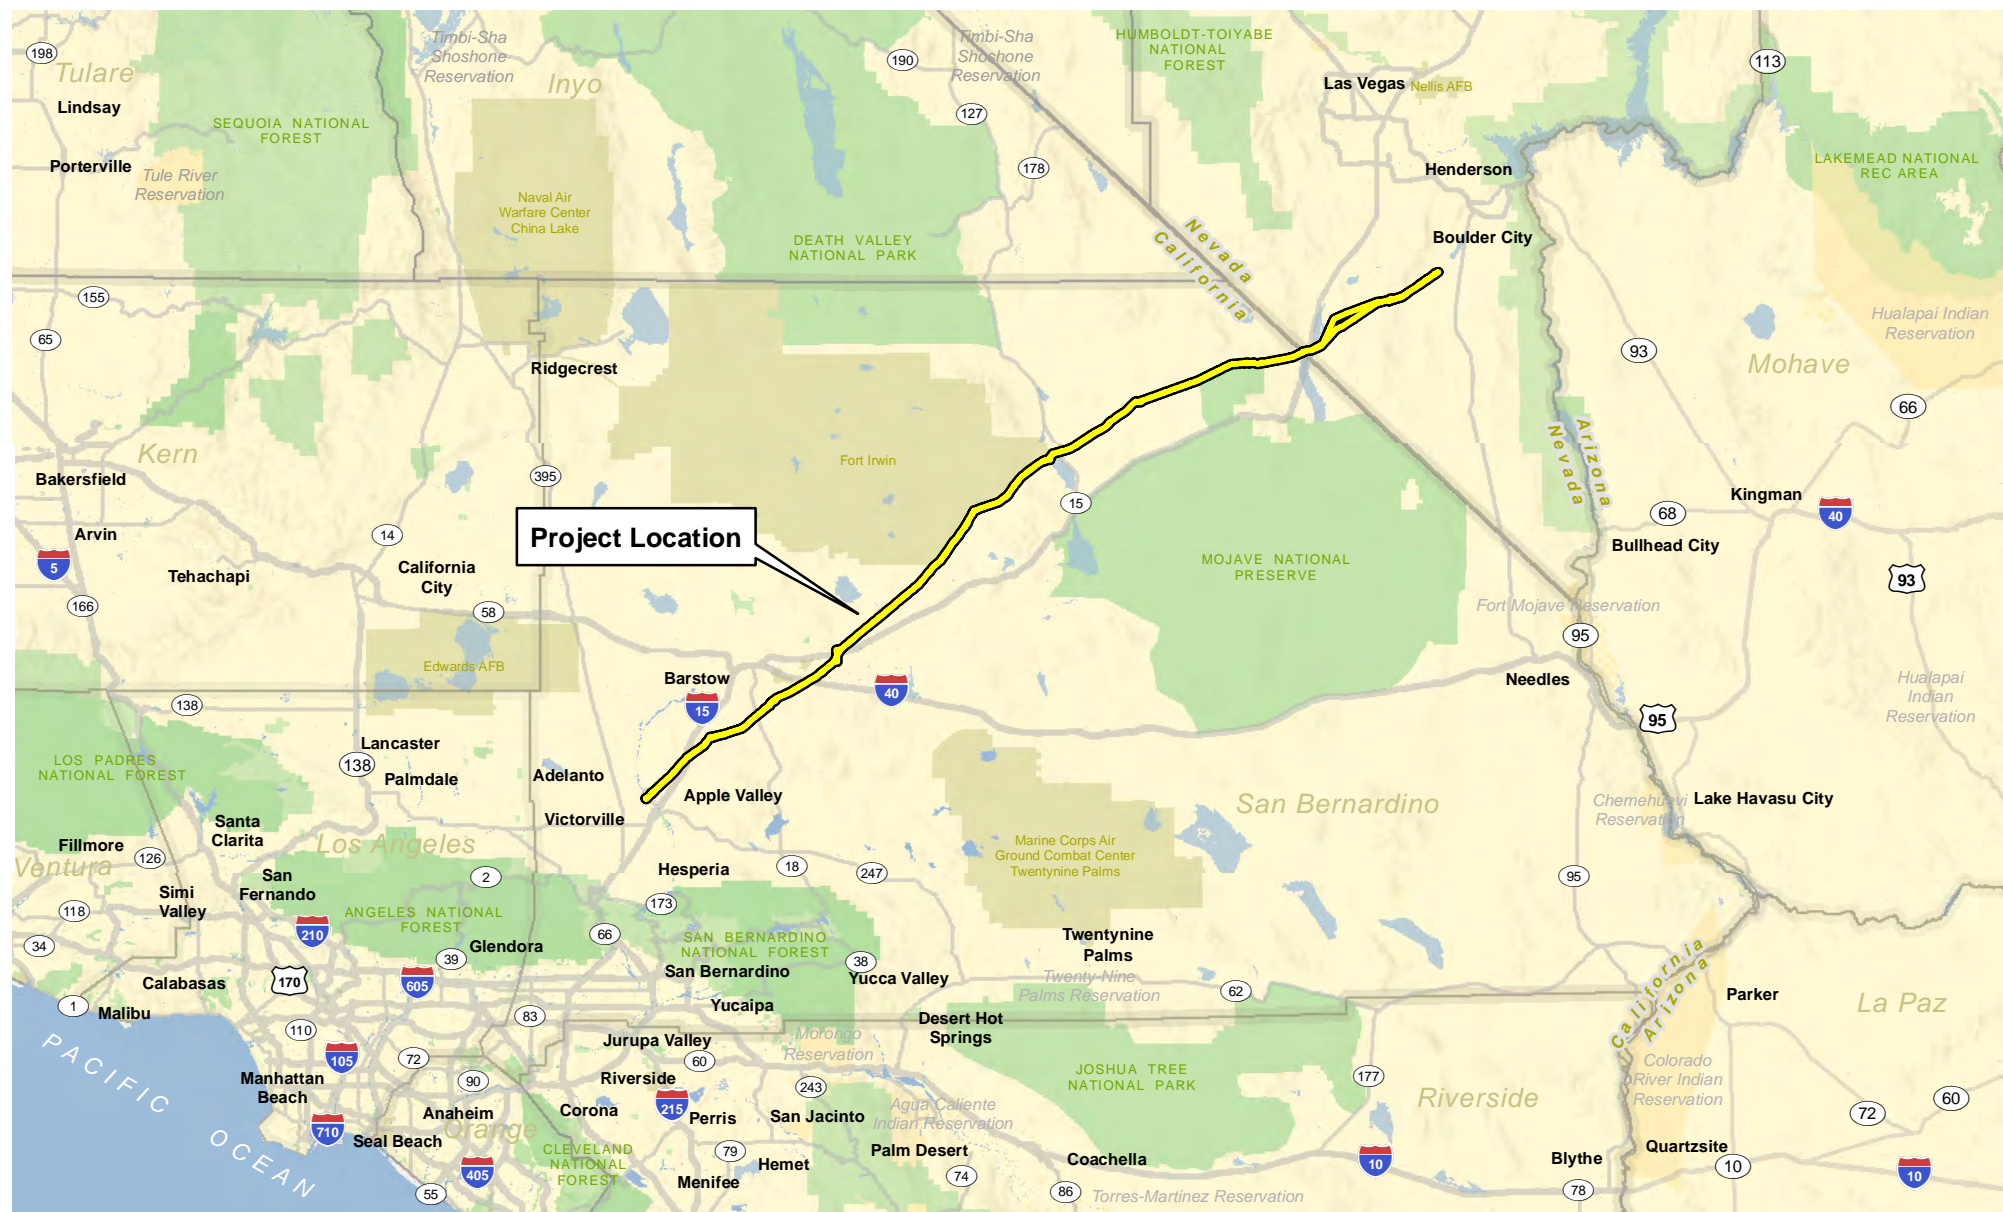 198
Tulare
Lindsay
Porterville
Tule River
Reservation
SEQUOIA NATIONAL
FOREST
Timbi-Sha
Shoshone
Reservation
Inyo
Naval Air
Warfare Center
China Lake
190
Timbi-Sha
Shoshone
Reservation
127
178
DEATH VALLEY
NATIONAL PARK
HUMBOLDT-TOIYABE
NATIONAL
FOREST
Las Vegas
Nellis AFB
Henderson
Boulder City
113
LAKEMEAD NATIONAL
REC AREA
Nevada
California
155
65
Ridgecrest
Hualapai Indian
Reservation
93
Mohave
66
Kern
Bakersfield
Arvin
5
166
Tehachapi
14
California
City
395
58
Edwards AFB
Project Location
Fort Irwin
15
MOJAVE NATIONAL
PRESERVE
Arizona
Nevada
Kingman
40
68
Bullhead City
93
Fort Mojave Reservation
95
Needles
95
Hualapai
Indian
Reservation
Barstow
15
40
138
LOS PADRES
NATIONAL FOREST
Lancaster
138
Palmdale
Adelanto
Apple Valley
Victorville
San Bernardino
Chemehuevi
Reservation
Lake Havasu City
Santa
Clarita
Fillmore
Ventura
126
Los Angeles
Marine Corps Air
Ground Combat Center
Twentynine Palms
Hesperia
18
247
95
San
Fernando
Simi
Valley
2
118
34
210
ANGELES NATIONAL
FOREST
Glendora
39
66
173
SAN BERNARDINO
NATIONAL FOREST
38
San Bernardino
Yucca Valley
Twentynine
Palms
Twenty-Nine
Palms Reservation
62
California
Arizona
Parker
La Paz
Calabasas
170
605
1
Malibu
110
83
Yucaipa
Desert Hot
Springs
Jurupa Valley
Morongo
Reservation
60
105
72
90
Manhattan
Beach
Riverside
243
215
Corona
Perris
San Jacinto
JOSHUA TREE
NATIONAL PARK
177
Riverside
Colorado
River Indian
Reservation
60
72
PACIFIC
OCEAN
Anaheim
Orange
710
Seal Beach
405
55
CLEVELAND
NATIONAL
FOREST
79
Hemet
Menifee
Agua Caliente
Indian Reservation
Palm Desert
74
Coachella
86
Torres-Martinez Reservation
10
Blythe
78
Quartzsite
10
10